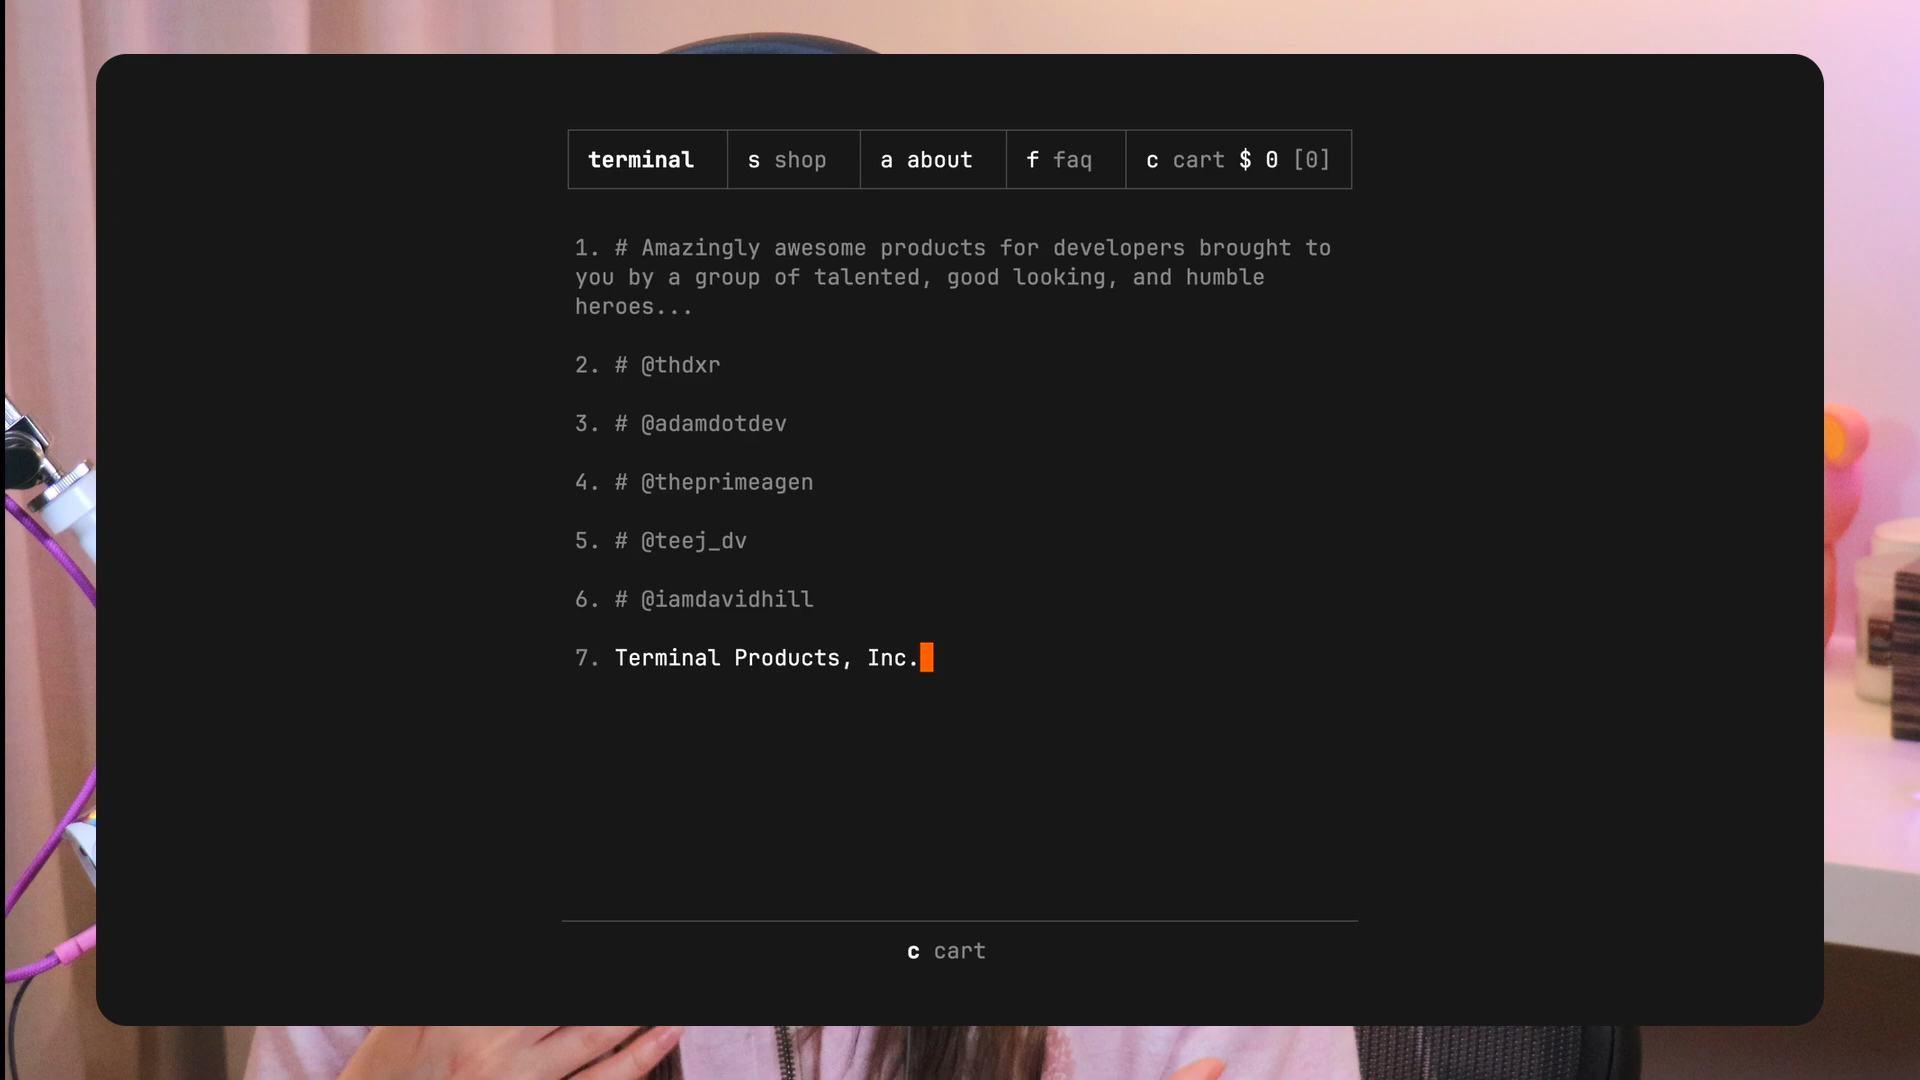 terminal s shop a about f faq c cart $ 0 [0]
1. # Amazingly awesome products for developers brought to
you by a group of talented, good looking, and humble
heroes...
2. # @thdxr
3. # @adamdotdev
4. # @theprimeagen
5. # @teej_dv
6. # @iamdavidhill
7. Terminal Products, Inc.
c cart